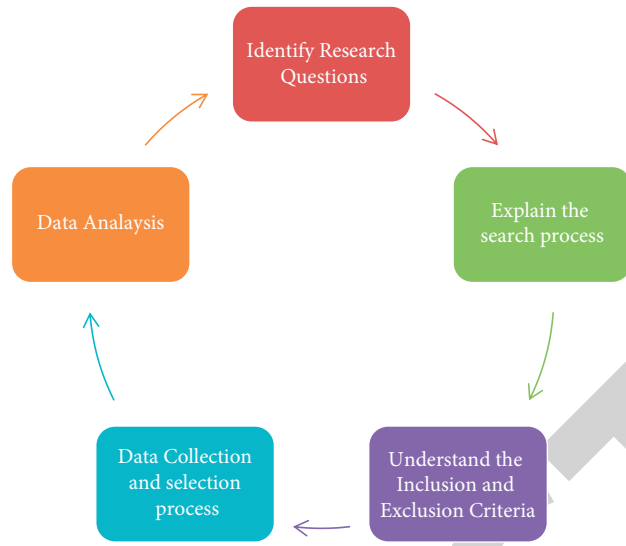 Identify Research
Questions
Explain the
search process
Understand the
Inclusion and
Exclusion Criteria
Data Collection
and selection
process
Data Analaysis